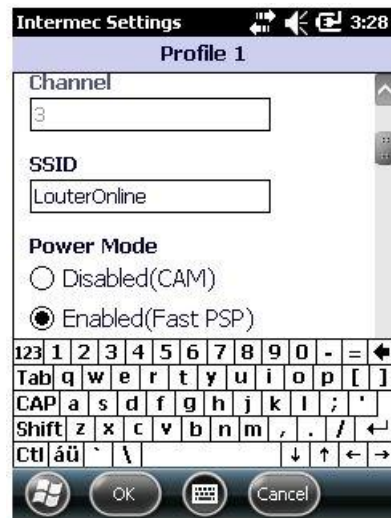 Intermec Settings 3:28
Profile 1
Channel
3
SSID
LouterOnline
Power Mode
Disabled(CAM)
Enabled(Fast PSP)
123 1 2 3 4 5 6 7 8 9 0 - = 
Tab q w e r t y u i o p [ ]
CAP a s d f g h j k l ; '
Shift z x c v b n m , . / ↵
Ctl áü ` \ ↓ ↑ ← →
OK Cancel